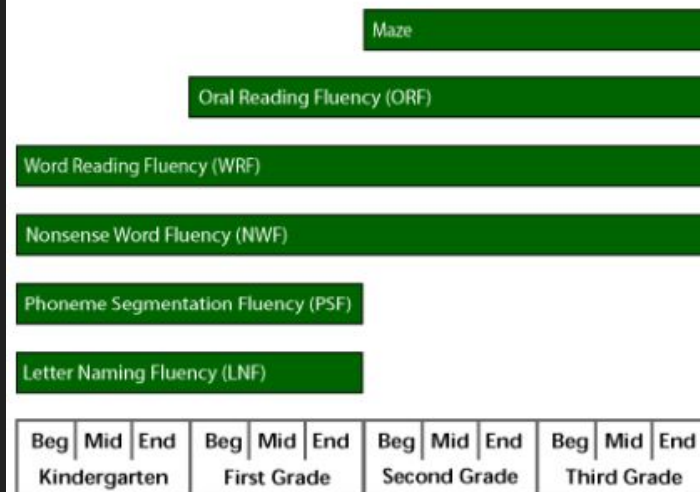 Maze
Oral Reading Fluency (ORF)
Word Reading Fluency (WRF)
Nonsense Word Fluency (NWF)
Phoneme Segmentation Fluency (PSF)
Letter Naming Fluency (LNF)
Beg Mid End Beg Mid End Beg Mid End Beg Mid End
Kindergarten First Grade Second Grade Third Grade